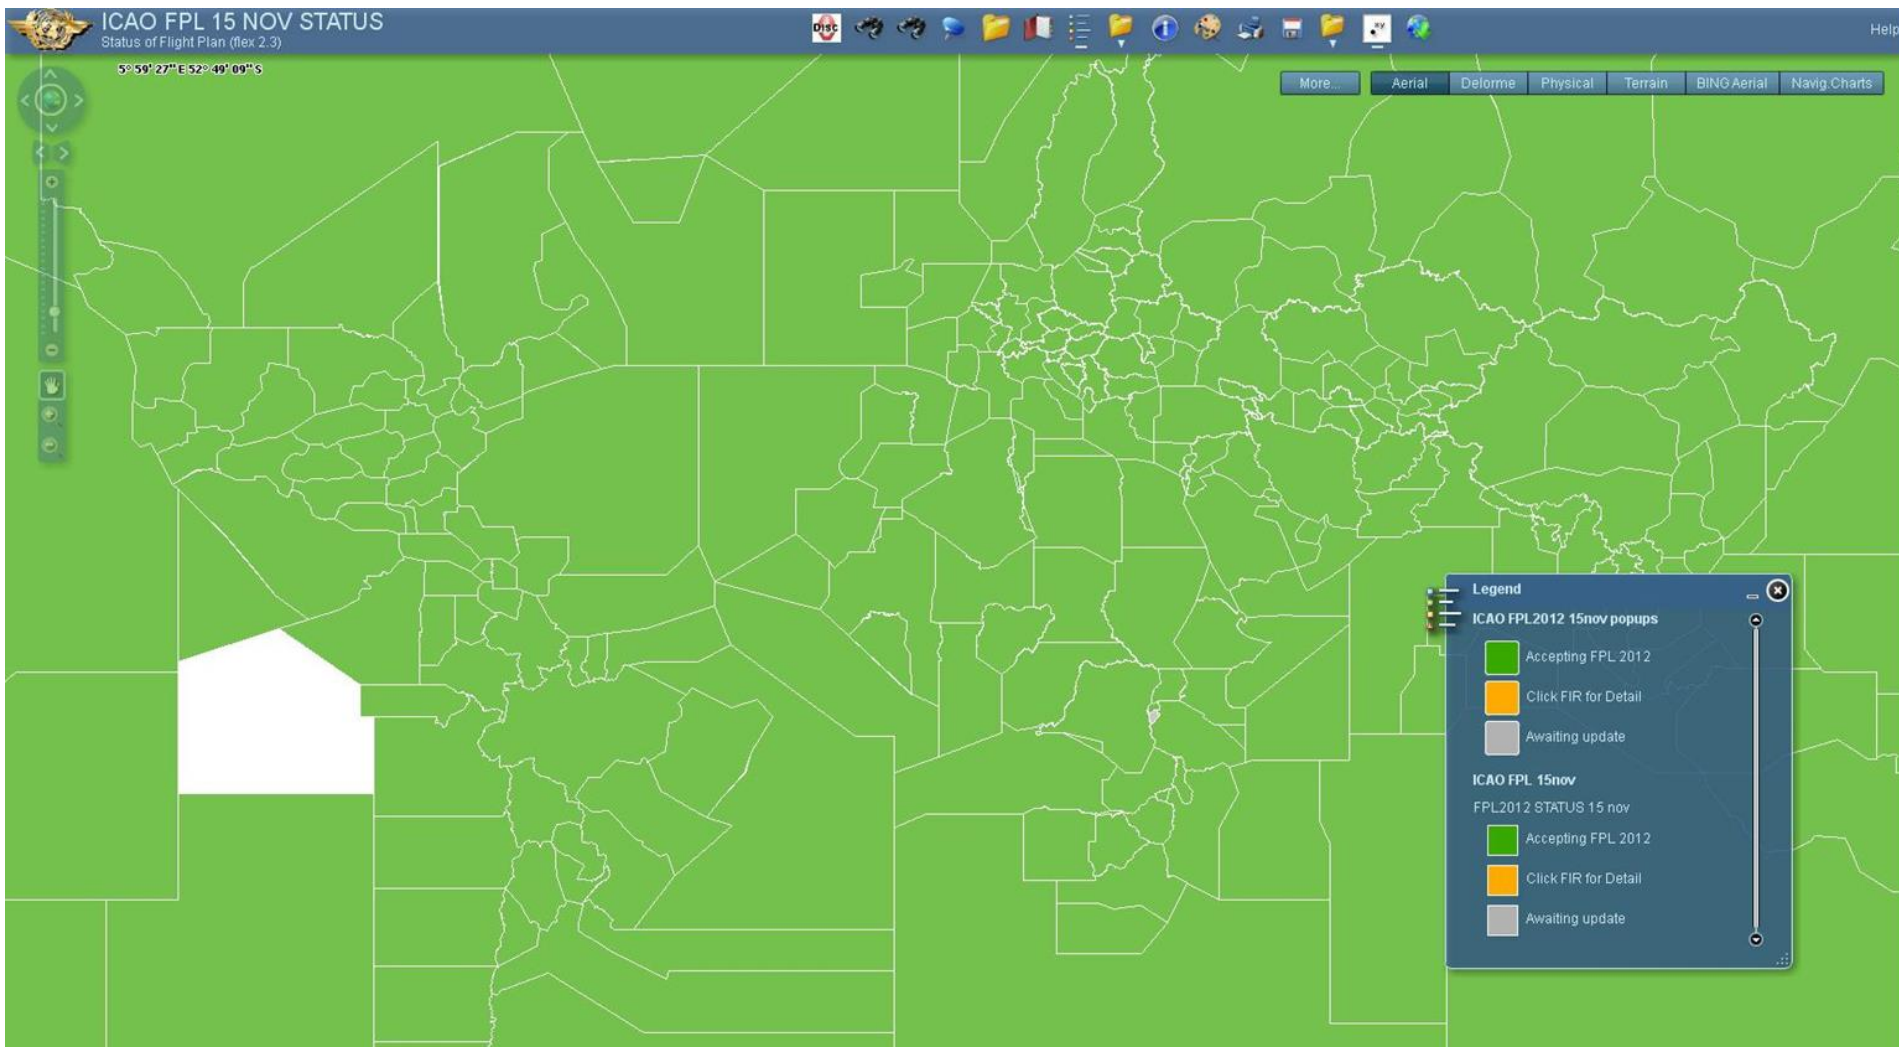 ICAO FPL 15 NOV STATUS
Status of Flight Plan (flex 2.3)
Disc
xy
Help
5° 59' 27" E 52° 49' 09" S
More...
Aerial
Delorme
Physical
Terrain
BING Aerial
Navig.Charts
Legend
ICAO FPL2012 15nov popups
Accepting FPL 2012
Click FIR for Detail
Awaiting update
ICAO FPL 15nov
FPL2012 STATUS 15 nov
Accepting FPL 2012
Click FIR for Detail
Awaiting update